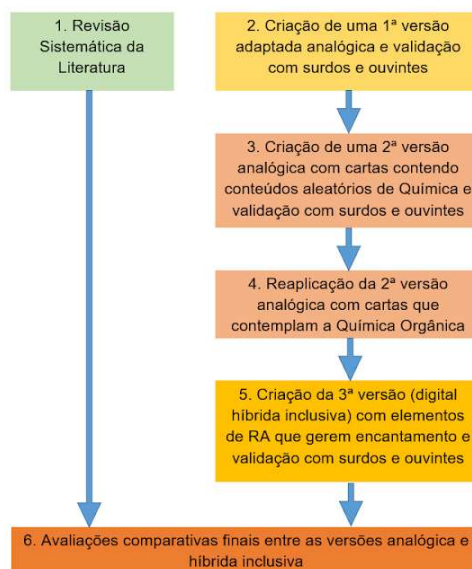 1. Revisão
Sistemática da
Literatura
2. Criação de uma 1ª versão
adaptada analógica e validação
com surdos e ouvintes
3. Criação de uma 2ª versão
analógica com cartas contendo
conteúdos aleatórios de Química e
validação com surdos e ouvintes
4. Reaplicação da 2ª versão
analógica com cartas que
contemplam a Química Orgânica
5. Criação da 3ª versão (digital
híbrida inclusiva) com elementos
de RA que gerem encantamento e
validação com surdos e ouvintes
6. Avaliações comparativas finais entre as versões analógica e
híbrida inclusiva